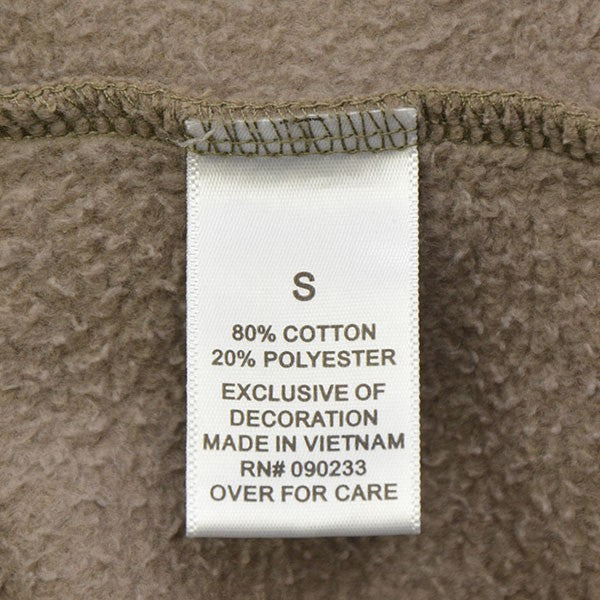 S
80% COTTON
20% POLYESTER
EXCLUSIVE OF
DECORATION
MADE IN VIETNAM
RN# 090233
OVER FOR CARE